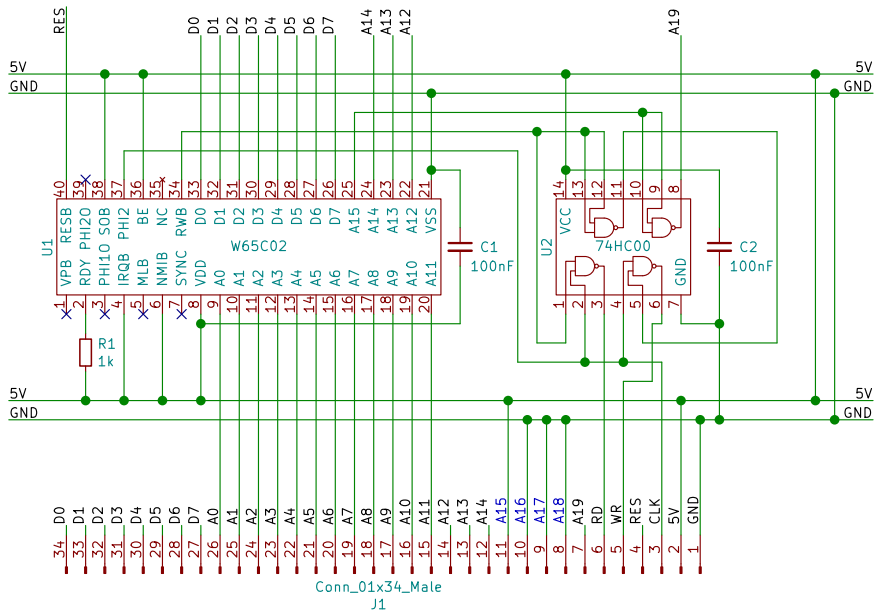 RES D0 D1 D2 D3 D4 D5 D6 D7 A14 A13 A12 A19
5V 5V
GND GND
40 39 38 37 36 35 34 33 32 31 30 29 28 27 26 25 24 23 22 21 14 13 12 11 10 9 8
RESB PHI2O SOB PHI2 BE NC RWB D0 D1 D2 D3 D4 D5 D6 D7 A15 A14 A13 A12 VSS VCC
U1 W65C02 C1 100nF U2 74HC00 C2 100nF
VPB RDY PHI1O IRQB MLB NMIB SYNC VDD A0 A1 A2 A3 A4 A5 A6 A7 A8 A9 A10 A11 GND
1 2 3 4 5 6 7 8 9 10 11 12 13 14 15 16 17 18 19 20 1 2 3 4 5 6 7
R1
1k
5V 5V
GND GND
D0 D1 D2 D3 D4 D5 D6 D7 A0 A1 A2 A3 A4 A5 A6 A7 A8 A9 A10 A11 A12 A13 A14 A15 A16 A17 A18 A19 RD WR RES CLK 5V GND
34 33 32 31 30 29 28 27 26 25 24 23 22 21 20 19 18 17 16 15 14 13 12 11 10 9 8 7 6 5 4 3 2 1
Conn_01x34_Male
J1